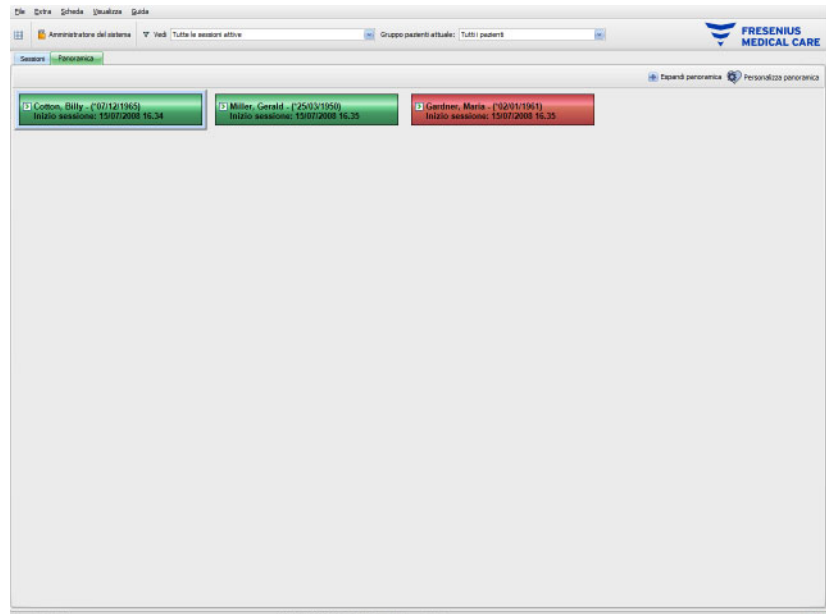 File Extra Scheda Visualizza Guida
Amministratore del sistema Vedi Tutte le sessioni attive Gruppo pazienti attuale: Tutti i pazienti
FRESENIUS
MEDICAL CARE
Sessioni Panoramica
Espandi panoramica Personalizza panoramica
Cotton, Billy - (*07/12/1965)
Inizio sessione: 15/07/2008 16.34
Miller, Gerald - (*25/03/1950)
Inizio sessione: 15/07/2008 16.35
Gardner, Maria - (*02/01/1961)
Inizio sessione: 15/07/2008 16.35